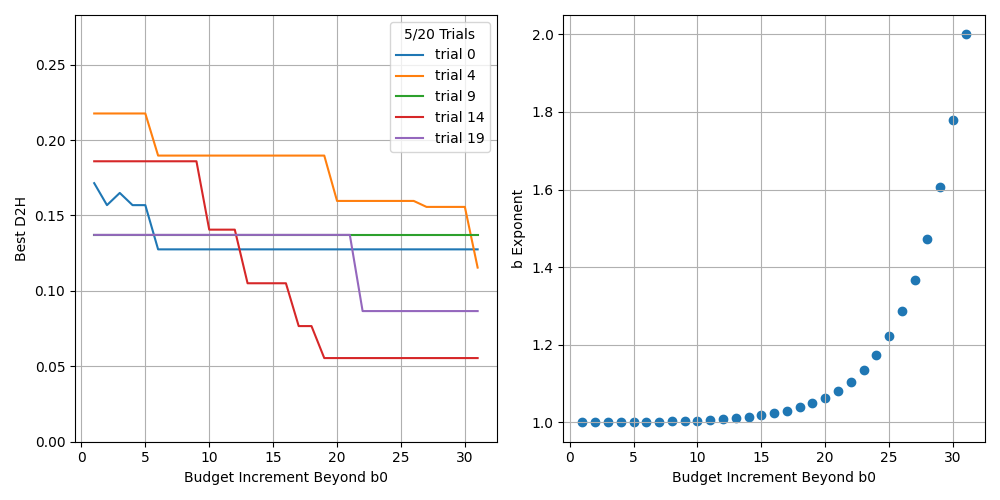 5/20 Trials
trial 0
trial 4
trial 9
trial 14
trial 19
0.25
0.20
0.15
0.10
0.05
0.00
Best D2H
0 5 10 15 20 25 30
Budget Increment Beyond b0
2.0
1.8
1.6
1.4
1.2
1.0
b Exponent
0 5 10 15 20 25 30
Budget Increment Beyond b0